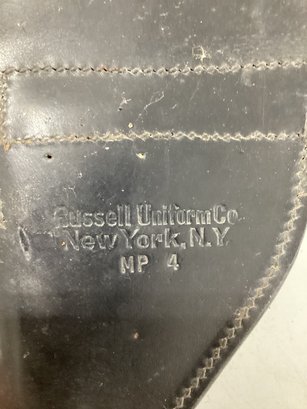 Russell Uniform Co.
New York, N.Y.
MP 4